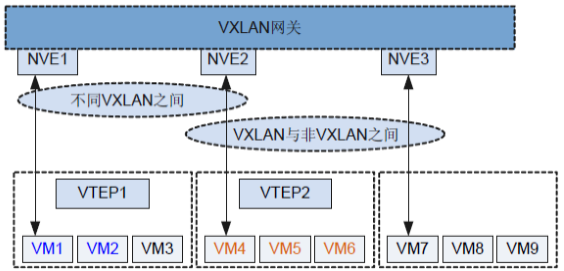 VXLAN网关
NVE1 NVE2 NVE3
不同VXLAN之间
VXLAN与非VXLAN之间
VTEP1 VTEP2
VM1 VM2 VM3 VM4 VM5 VM6 VM7 VM8 VM9